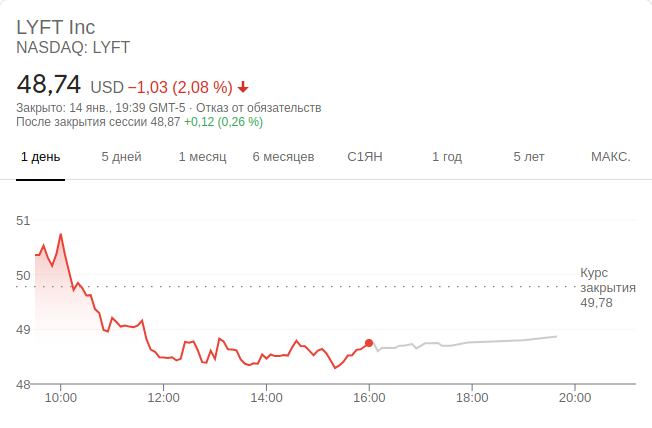 LYFT Inc
NASDAQ: LYFT
48,74 USD −1,03 (2,08 %)
Закрыто: 14 янв., 19:39 GMT-5 · Отказ от обязательств
После закрытия сессии 48,87 +0,12 (0,26 %)
1 день 5 дней 1 месяц 6 месяцев С1ЯН 1 год 5 лет МАКС.
51
50
49
48
Курс
закрытия
49,78
10:00 12:00 14:00 16:00 18:00 20:00